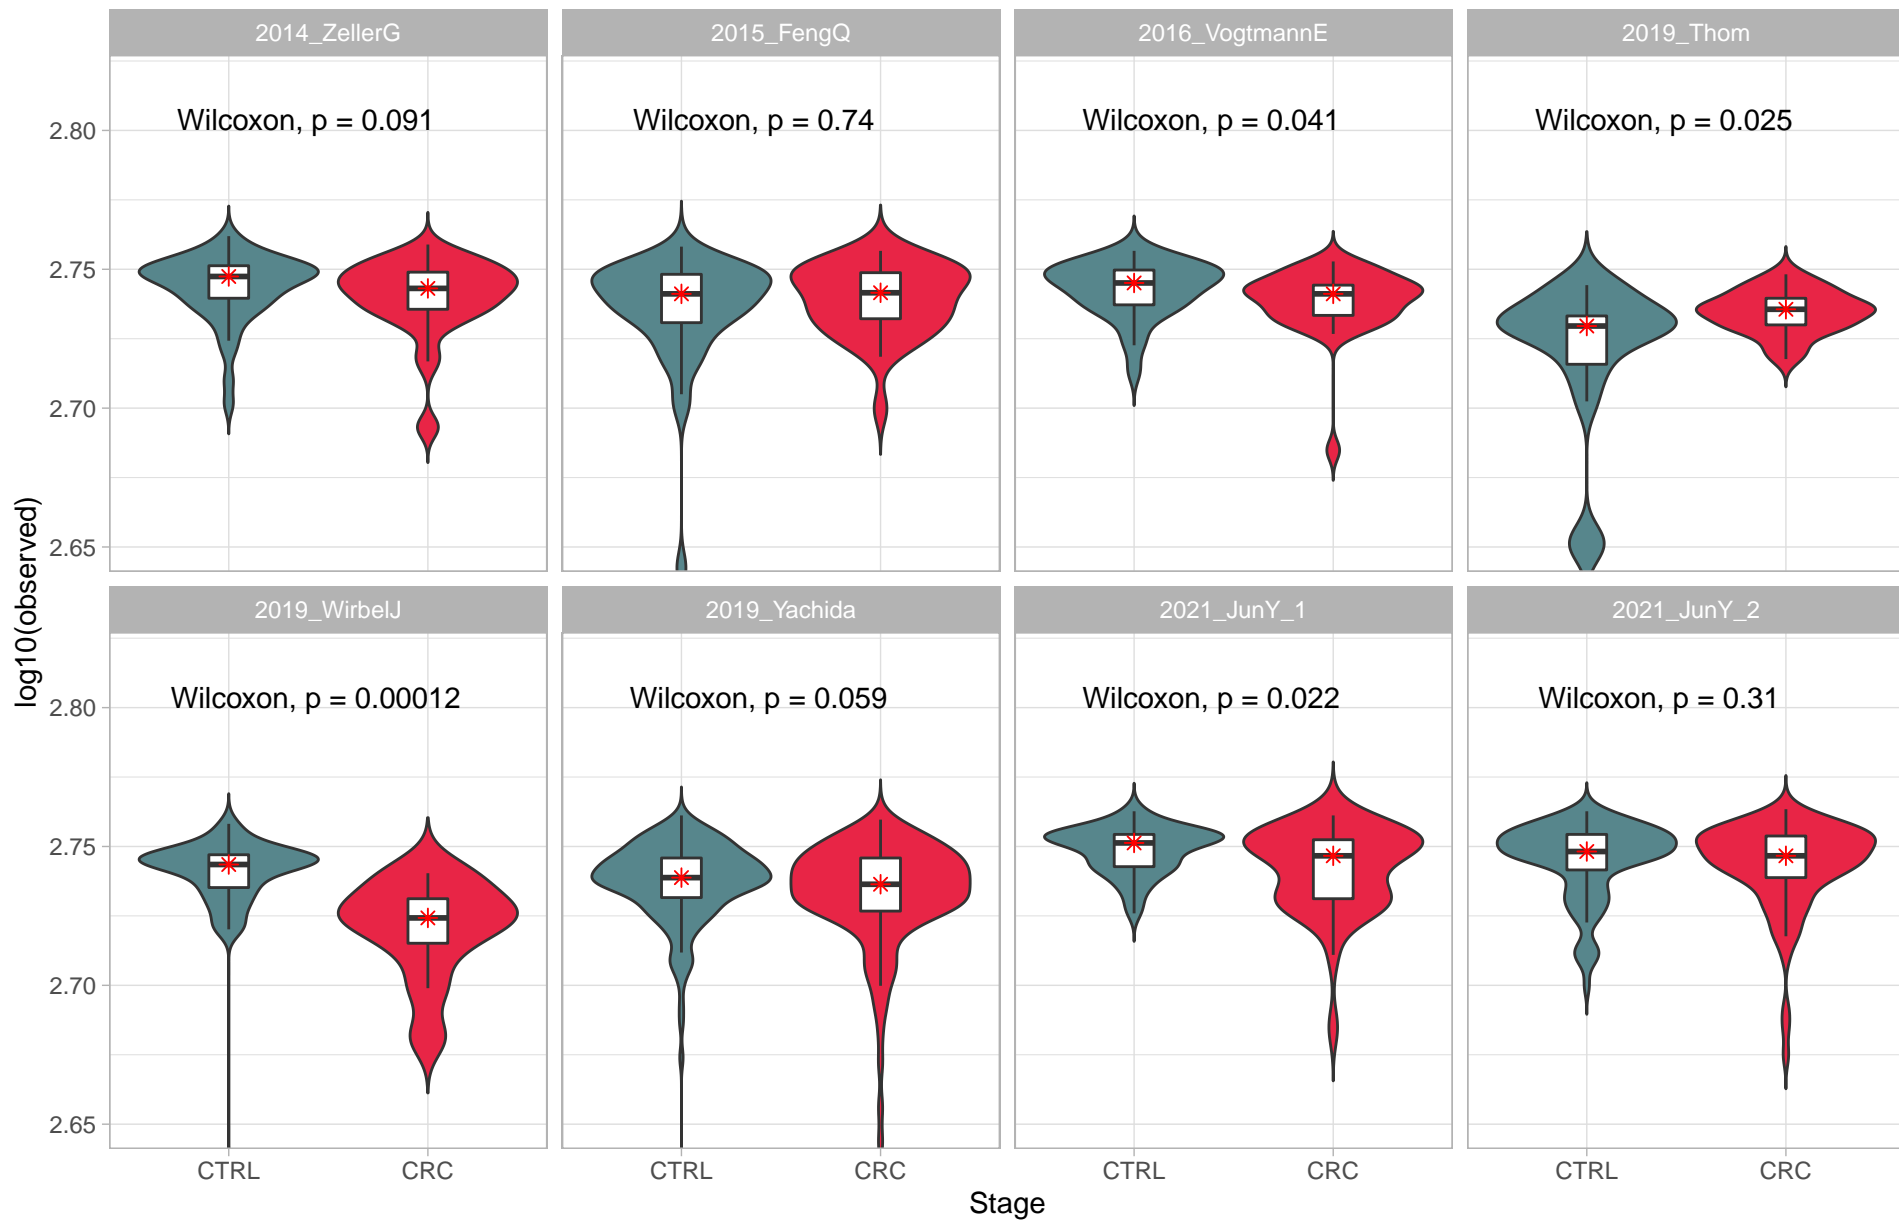 2014_ZellerG
2015_FengQ
2016_VogtmannE
2019_Thom
Wilcoxon, p = 0.091
Wilcoxon, p = 0.74
Wilcoxon, p = 0.041
Wilcoxon, p = 0.025
2.80
2.75
2.70
2.65
log10(observed)
2019_WirbelJ
2019_Yachida
2021_JunY_1
2021_JunY_2
Wilcoxon, p = 0.00012
Wilcoxon, p = 0.059
Wilcoxon, p = 0.022
Wilcoxon, p = 0.31
2.80
2.75
2.70
2.65
CTRL
CRC
CTRL
CRC
CTRL
CRC
CTRL
CRC
Stage